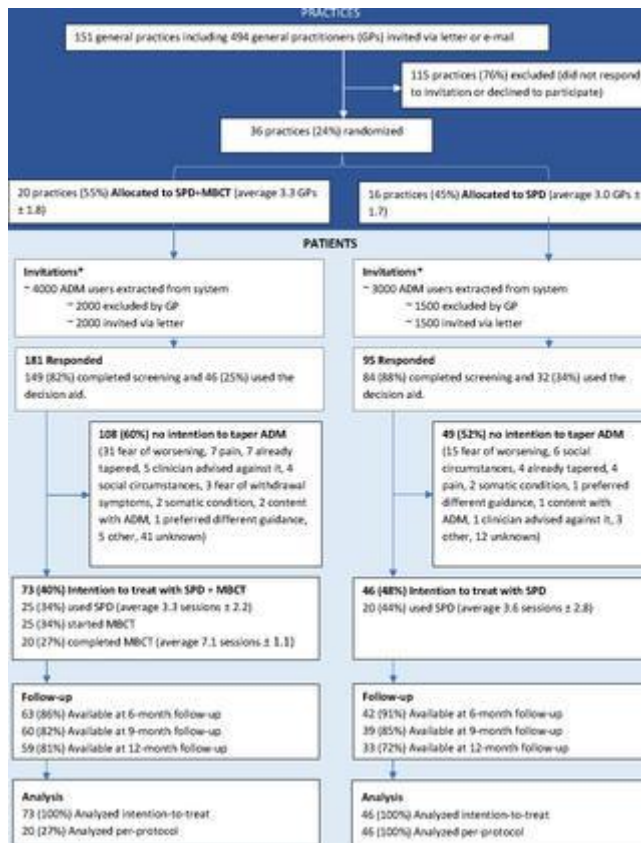 PRACTICES
151 general practices including 494 general practitioners (GPs) invited via letter or e-mail
115 practices (76%) excluded (did not respond
to invitation or declined to participate)
36 practices (24%) randomized
20 practices (55%) Allocated to SPD+MBCT (average 3.3 GPs
± 1.8)
16 practices (45%) Allocated to SPD (average 3.0 GPs ±
1.7)
PATIENTS
Invitations*
~ 4000 ADM users extracted from system
~ 2000 excluded by GP
~ 2000 invited via letter
Invitations*
~ 3000 ADM users extracted from system
~ 1500 excluded by GP
~ 1500 invited via letter
181 Responded
149 (82%) completed screening and 46 (25%) used the
decision aid.
95 Responded
84 (88%) completed screening and 32 (34%) used the
decision aid.
108 (60%) no intention to taper ADM
(31 fear of worsening, 7 pain, 7 already
tapered, 5 clinician advised against it, 4
social circumstances, 3 fear of withdrawal
symptoms, 2 somatic condition, 2 content
with ADM, 1 preferred different guidance,
5 other, 41 unknown)
49 (52%) no intention to taper ADM
(15 fear of worsening, 6 social
circumstances, 4 already tapered, 4
pain, 2 somatic condition, 1 preferred
different guidance, 1 content with
ADM, 1 clinician advised against it, 3
other, 12 unknown)
73 (40%) Intention to treat with SPD + MBCT
25 (34%) used SPD (average 3.3 sessions ± 2.2)
25 (34%) started MBCT
20 (27%) completed MBCT (average 7.1 sessions ± 1.1)
46 (48%) Intention to treat with SPD
20 (44%) used SPD (average 3.6 sessions ± 2.8)
Follow-up
63 (86%) Available at 6-month follow-up
60 (82%) Available at 9-month follow-up
59 (81%) Available at 12-month follow-up
Follow-up
42 (91%) Available at 6-month follow-up
39 (85%) Available at 9-month follow-up
33 (72%) Available at 12-month follow-up
Analysis
73 (100%) Analyzed intention-to-treat
20 (27%) Analyzed per-protocol
Analysis
46 (100%) Analyzed intention-to-treat
46 (100%) Analyzed per-protocol